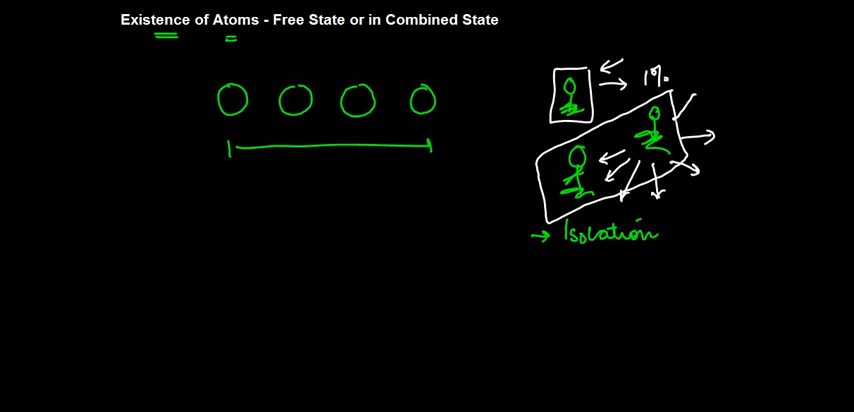 Existence of Atoms - Free State or in Combined State
1%
→ Isolation